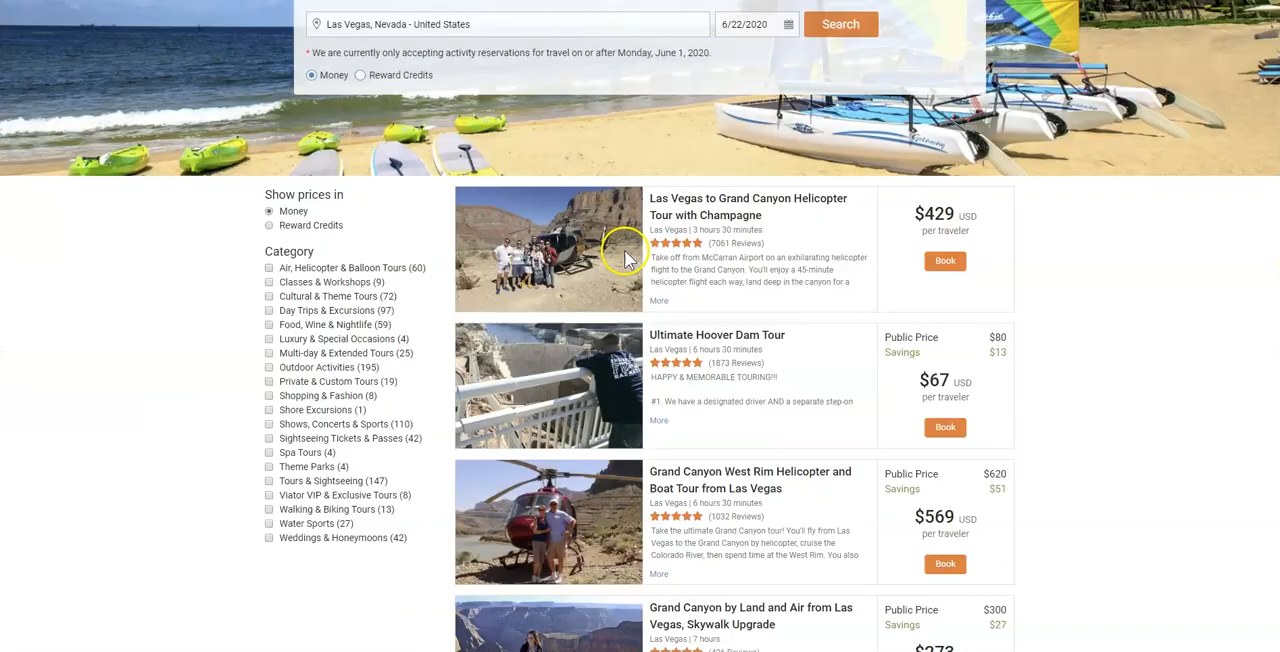 Las Vegas, Nevada - United States
6/22/2020
Search
* We are currently only accepting activity reservations for travel on or after Monday, June 1, 2020.
Money
Reward Credits
Show prices in
Money
Reward Credits
Category
Air, Helicopter & Balloon Tours (60)
Classes & Workshops (9)
Cultural & Theme Tours (72)
Day Trips & Excursions (97)
Food, Wine & Nightlife (59)
Luxury & Special Occasions (4)
Multi-day & Extended Tours (25)
Outdoor Activities (195)
Private & Custom Tours (19)
Shopping & Fashion (8)
Shore Excursions (1)
Shows, Concerts & Sports (110)
Sightseeing Tickets & Passes (42)
Spa Tours (4)
Theme Parks (4)
Tours & Sightseeing (147)
Viator VIP & Exclusive Tours (8)
Walking & Biking Tours (13)
Water Sports (27)
Weddings & Honeymoons (42)
Las Vegas to Grand Canyon Helicopter
Tour with Champagne
Las Vegas | 3 hours 30 minutes
(7061 Reviews)
Take off from McCarran Airport on an exhilarating helicopter
flight to the Grand Canyon. You'll enjoy a 45-minute
helicopter flight each way, land deep in the canyon for a
More
$429 USD
per traveler
Book
Ultimate Hoover Dam Tour
Las Vegas | 6 hours 30 minutes
(1873 Reviews)
HAPPY & MEMORABLE TOURING!!!
#1. We have a designated driver AND a separate step-on
More
Public Price $80
Savings $13
$67 USD
per traveler
Book
Grand Canyon West Rim Helicopter and
Boat Tour from Las Vegas
Las Vegas | 6 hours 30 minutes
(1032 Reviews)
Take the ultimate Grand Canyon tour! You'll fly from Las
Vegas to the Grand Canyon by helicopter, cruise the
Colorado River, then spend time at the West Rim. You also
More
Public Price $620
Savings $51
$569 USD
per traveler
Book
Grand Canyon by Land and Air from Las
Vegas, Skywalk Upgrade
Las Vegas | 7 hours
Public Price $300
Savings $27
$273